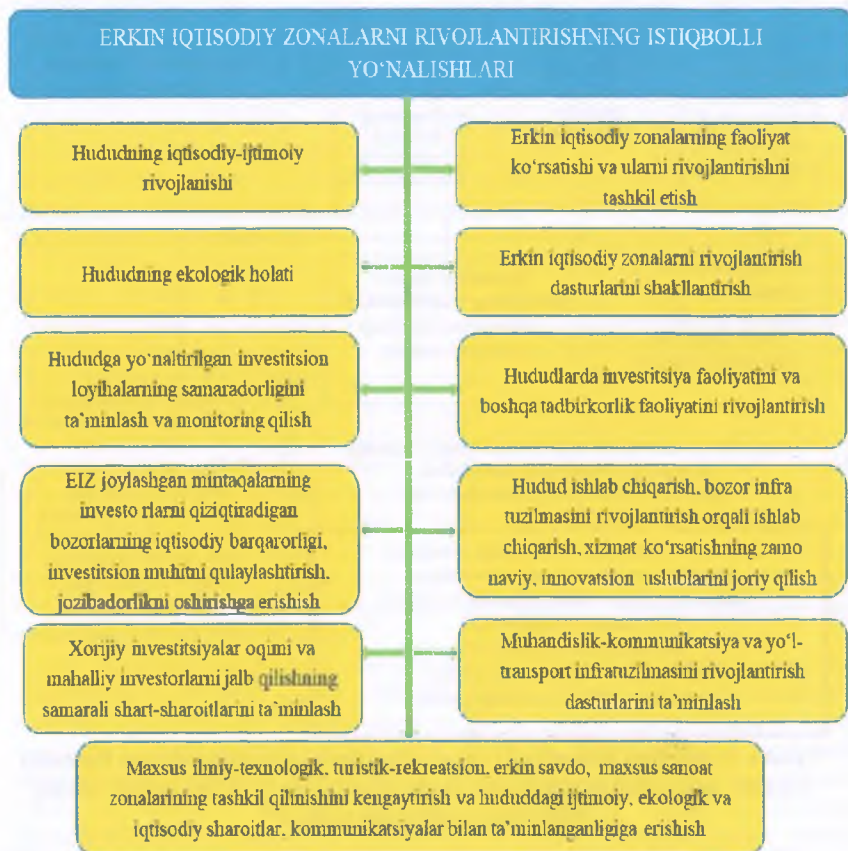 ERKIN IQTISODIY ZONALARNI RIVOJLANTIRISHNING ISTIQBOLLI
YO‘NALISHLARI
Hududning iqtisodiy-ijtimoiy
rivojlanishi
Erkin iqtisodiy zonalarning faoliyat
ko‘rsatishi va ularni rivojlantirishni
tashkil etish
Hududning ekologik holati
Erkin iqtisodiy zonalarni rivojlantirish
dasturlarini shakllantirish
Hududga yo‘naltirilgan investitsion
loyihalarning samaradorligini
ta’minlash va monitoring qilish
Hududlarda investitsiya faoliyatini va
boshqa tadbirkorlik faoliyatini rivojlantirish
EIZ joylashgan mintaqalarning
investo rlarni qiziqtiradigan
bozorlarning iqtisodiy barqarorligi,
investitsion muhitni qulaylashtirish,
jozibadorlikni oshirishga erishish
Hudud ishlab chiqarish, bozor infra
tuzilmasini rivojlantirish orqali ishlab
chiqarish, xizmat ko‘rsatishning zamo
naviy, innovatsion uslublarini joriy qilish
Xorijiy investitsiyalar oqimi va
mahalliy investorlarni jalb qilishning
samarali shart-sharoitlarini ta’minlash
Muhandislik-kommunikatsiya va yo‘l-
transport infratuzilmasini rivojlantirish
dasturlarini ta’minlash
Maxsus ilmiy-texnologik, turistik-rekreatsion, erkin savdo, maxsus sanoat
zonalarining tashkil qilinishini kengaytirish va hududdagi ijtimoiy, ekologik va
iqtisodiy sharoitlar, kommunikatsiyalar bilan ta’minlanganligiga erishish